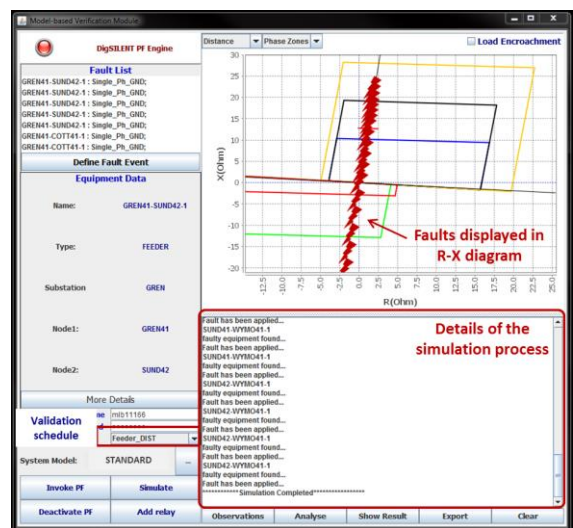 Model-based Verification Module
DigSILENT PF Engine
Fault List
GREN41-SUND42-1 : Single_Ph_GND;
GREN41-SUND42-1 : Single_Ph_GND;
GREN41-SUND42-1 : Single_Ph_GND;
GREN41-SUND42-1 : Single_Ph_GND;
GREN41-SUND42-1 : Single_Ph_GND;
GREN41-COTT41-1 : Single_Ph_GND;
GREN41-COTT41-1 : Single_Ph_GND;
Define Fault Event
Equipment Data
Name: GREN41-SUND42-1
Type: FEEDER
Substation GREN
Node1: GREN41
Node2: SUND42
More Details
me mlb11166
Validation schedule
Feeder_DIST
System Model: STANDARD ...
Invoke PF Simulate
Deactivate PF Add relay
Distance Phase Zones Load Encroachment
X(Ohm)
30
25
20
15
10
5
0
-5
-10
-15
-20
-12.5 -10.0 -7.5 -5.0 -2.5 0.0 2.5 5.0 7.5 10.0 12.5 15.0 17.5 20.0 22.5 25.0
R(Ohm)
Faults displayed in
R-X diagram
Details of the
simulation process
Fault has been applied...
SUND41-WYMO41-1
faulty equipment found...
Fault has been applied...
SUND41-WYMO41-1
faulty equipment found...
Fault has been applied...
SUND42-WYMO41-1
faulty equipment found...
Fault has been applied...
SUND42-WYMO41-1
faulty equipment found...
Fault has been applied...
SUND42-WYMO41-1
faulty equipment found...
Fault has been applied...
SUND42-WYMO41-1
faulty equipment found...
Fault has been applied...
SUND42-WYMO41-1
faulty equipment found...
Fault has been applied...
************Simulation Completed*****************
Observations Analyse Show Result Export Clear